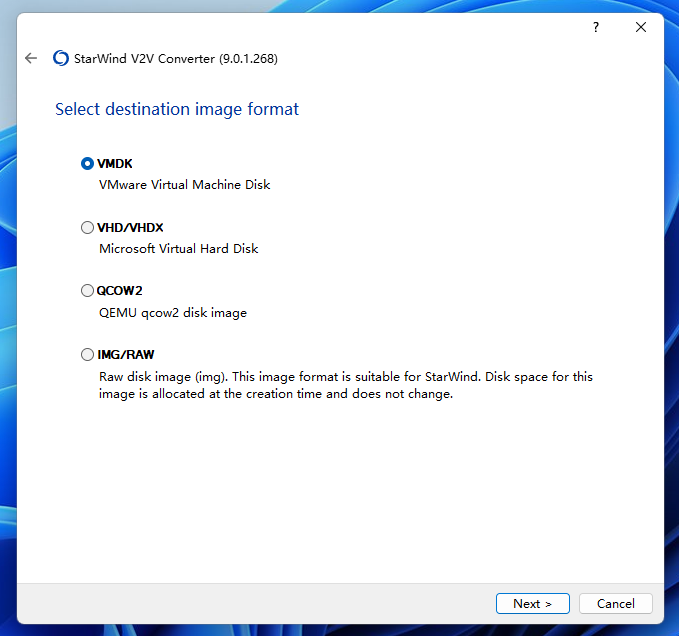 ?
StarWind V2V Converter (9.0.1.268)
Select destination image format
VMDK
VMware Virtual Machine Disk
VHD/VHDX
Microsoft Virtual Hard Disk
QCOW2
QEMU qcow2 disk image
IMG/RAW
Raw disk image (img). This image format is suitable for StarWind. Disk space for this
image is allocated at the creation time and does not change.
Next >
Cancel